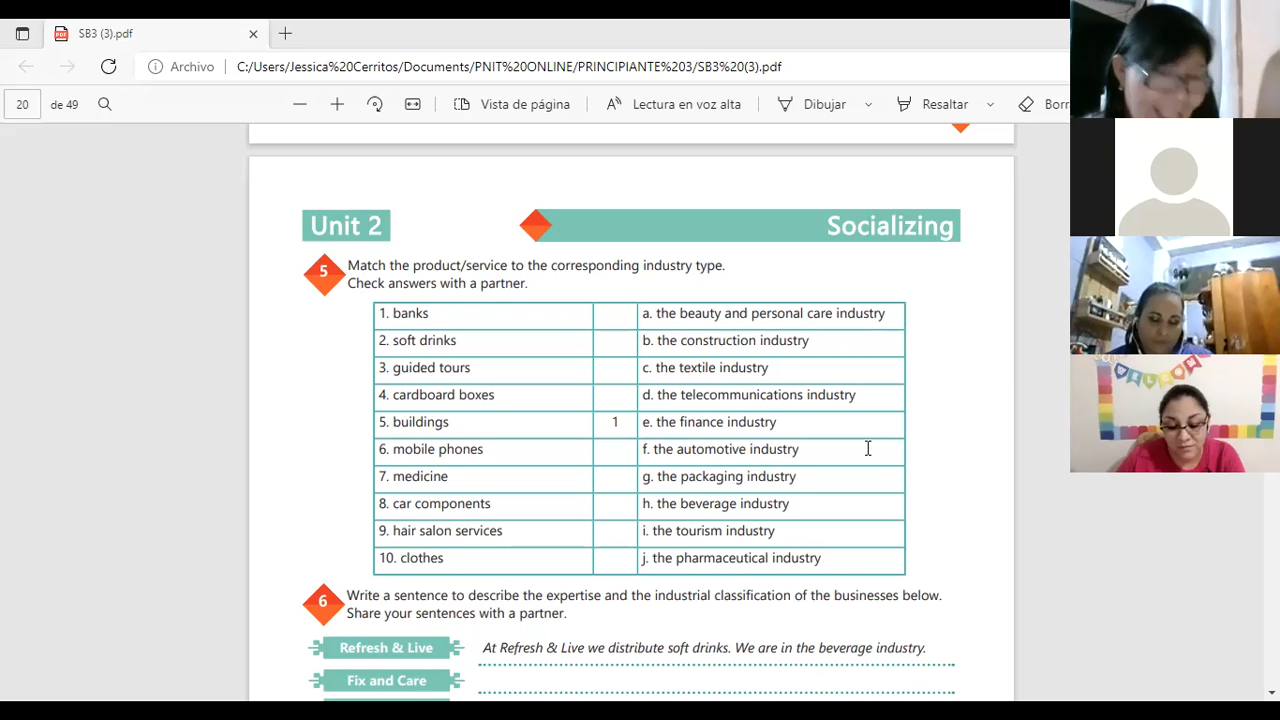 SB3 (3).pdf
Archivo C:/Users/Jessica%20Cerritos/Documents/PNIT%20ONLINE/PRINCIPIANTE%203/SB3%20(3).pdf
20 de 49 Vista de página Lectura en voz alta Dibujar Resaltar Borr
Unit 2 Socializing
5 Match the product/service to the corresponding industry type.
Check answers with a partner.
1. banks a. the beauty and personal care industry
2. soft drinks b. the construction industry
3. guided tours c. the textile industry
4. cardboard boxes d. the telecommunications industry
5. buildings 1 e. the finance industry
6. mobile phones f. the automotive industry
7. medicine g. the packaging industry
8. car components h. the beverage industry
9. hair salon services i. the tourism industry
10. clothes j. the pharmaceutical industry
6 Write a sentence to describe the expertise and the industrial classification of the businesses below.
Share your sentences with a partner.
Refresh & Live At Refresh & Live we distribute soft drinks. We are in the beverage industry.
Fix and Care